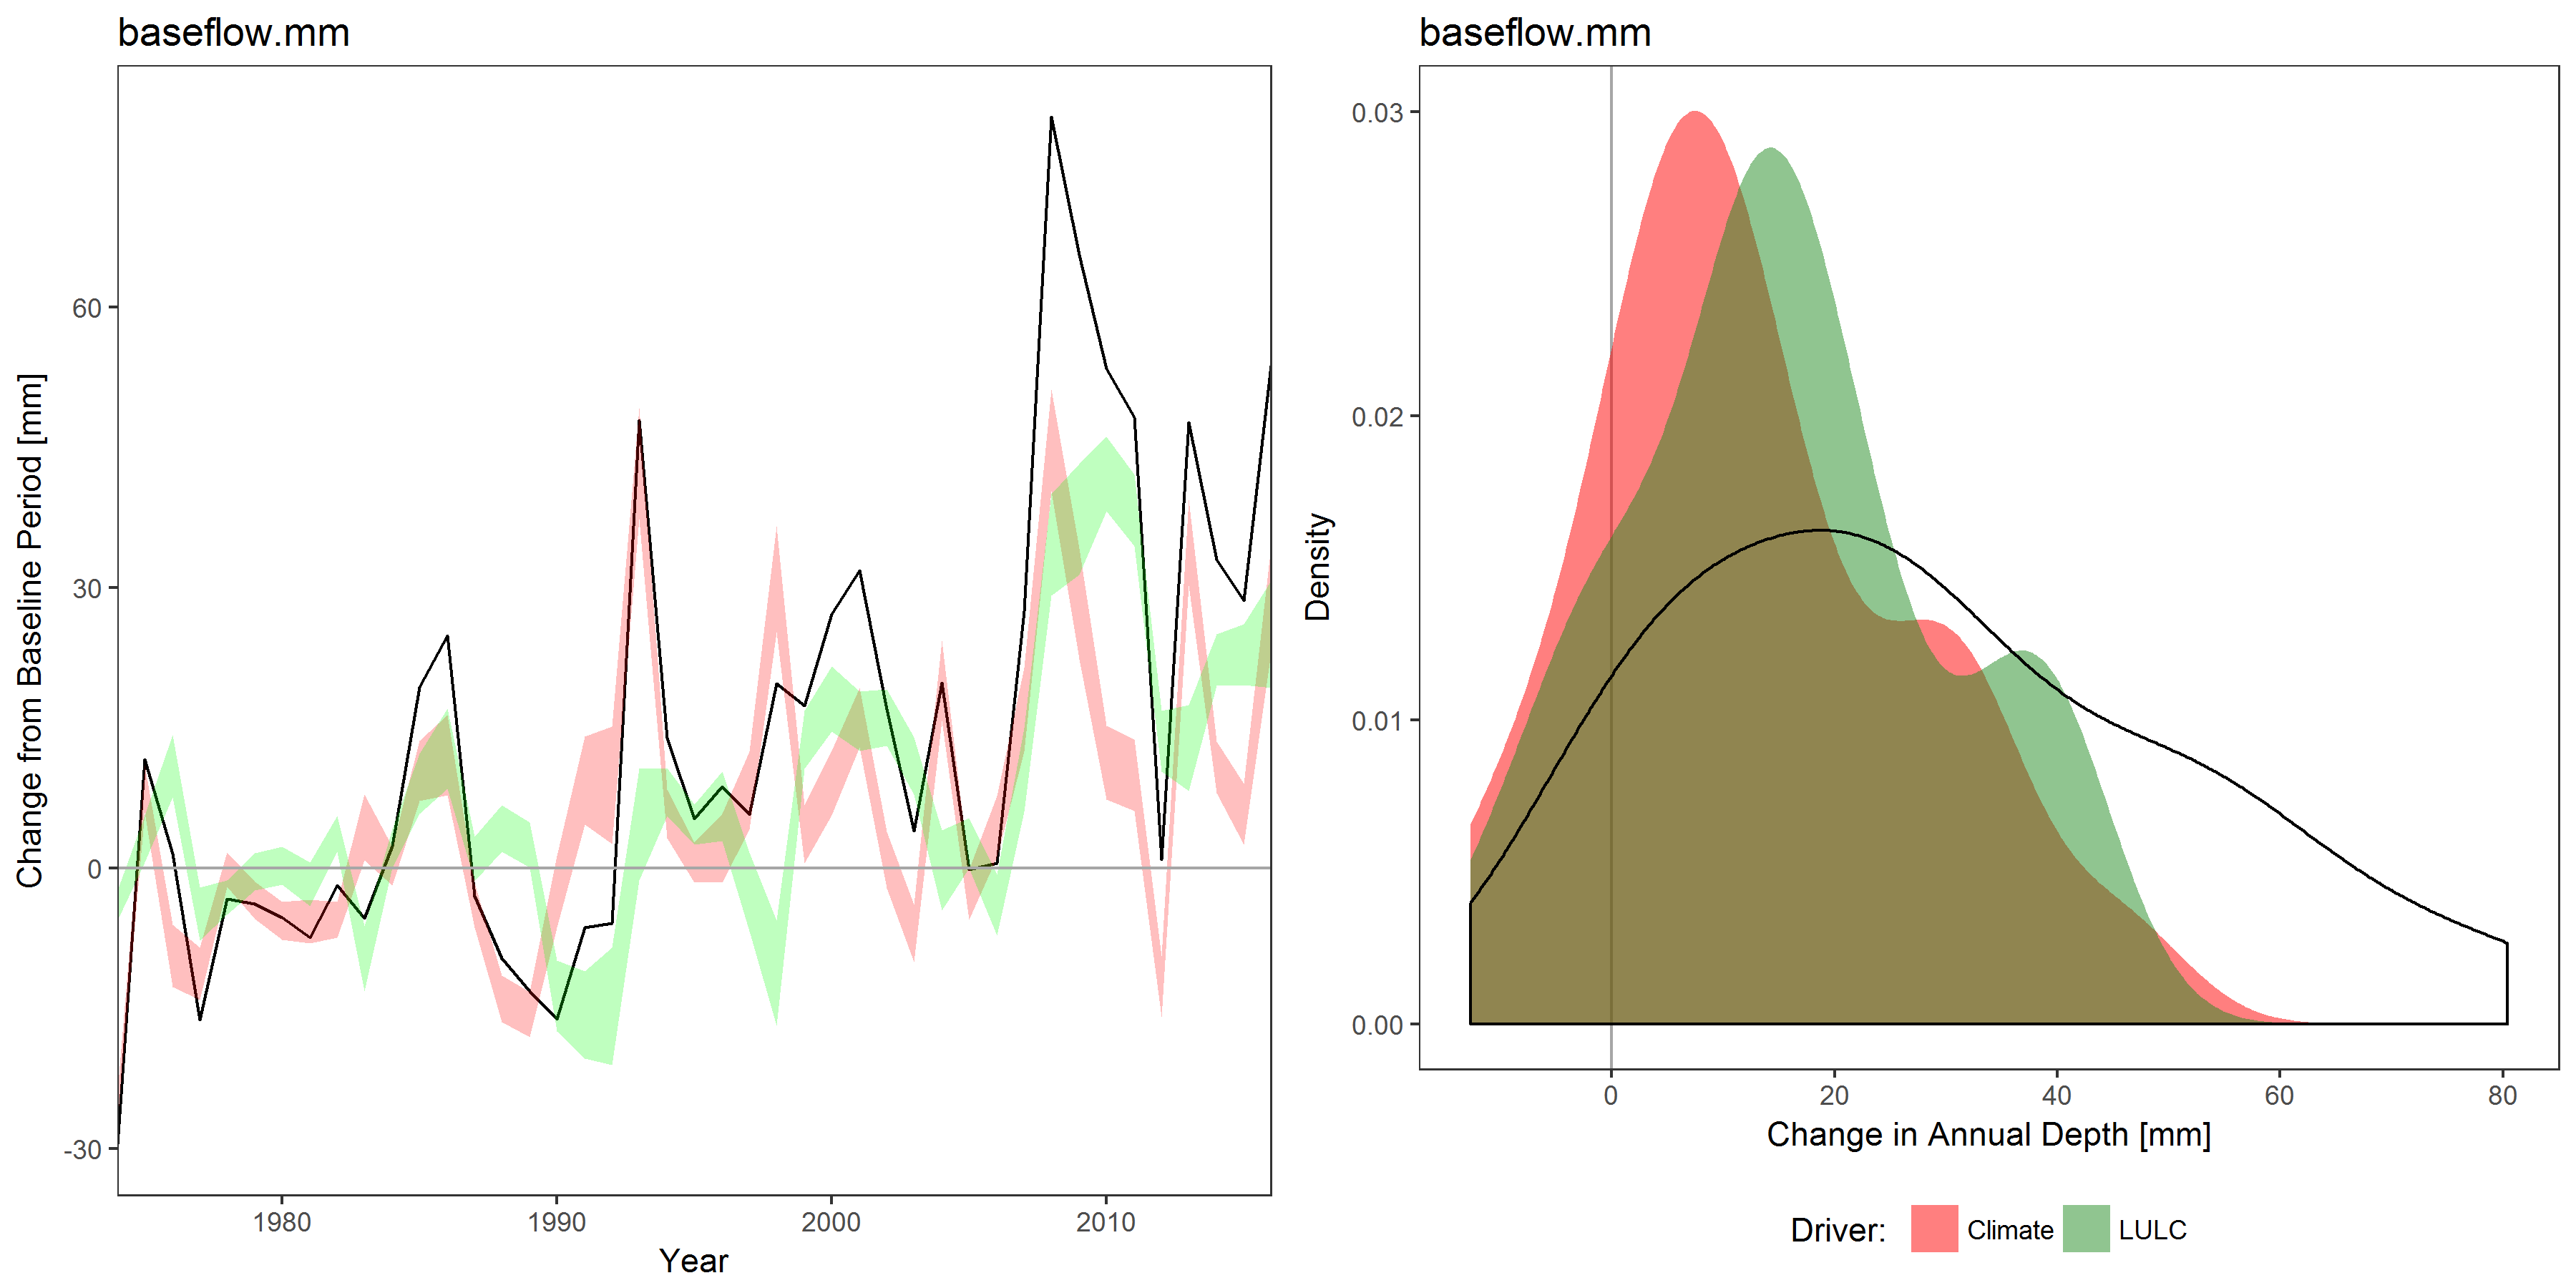 baseflow.mm
Change from Baseline Period [mm]
60
30
0
-30
1980
1990
2000
2010
Year
baseflow.mm
Density
0.03
0.02
0.01
0.00
0
20
40
60
80
Change in Annual Depth [mm]
Driver:
Climate
LULC